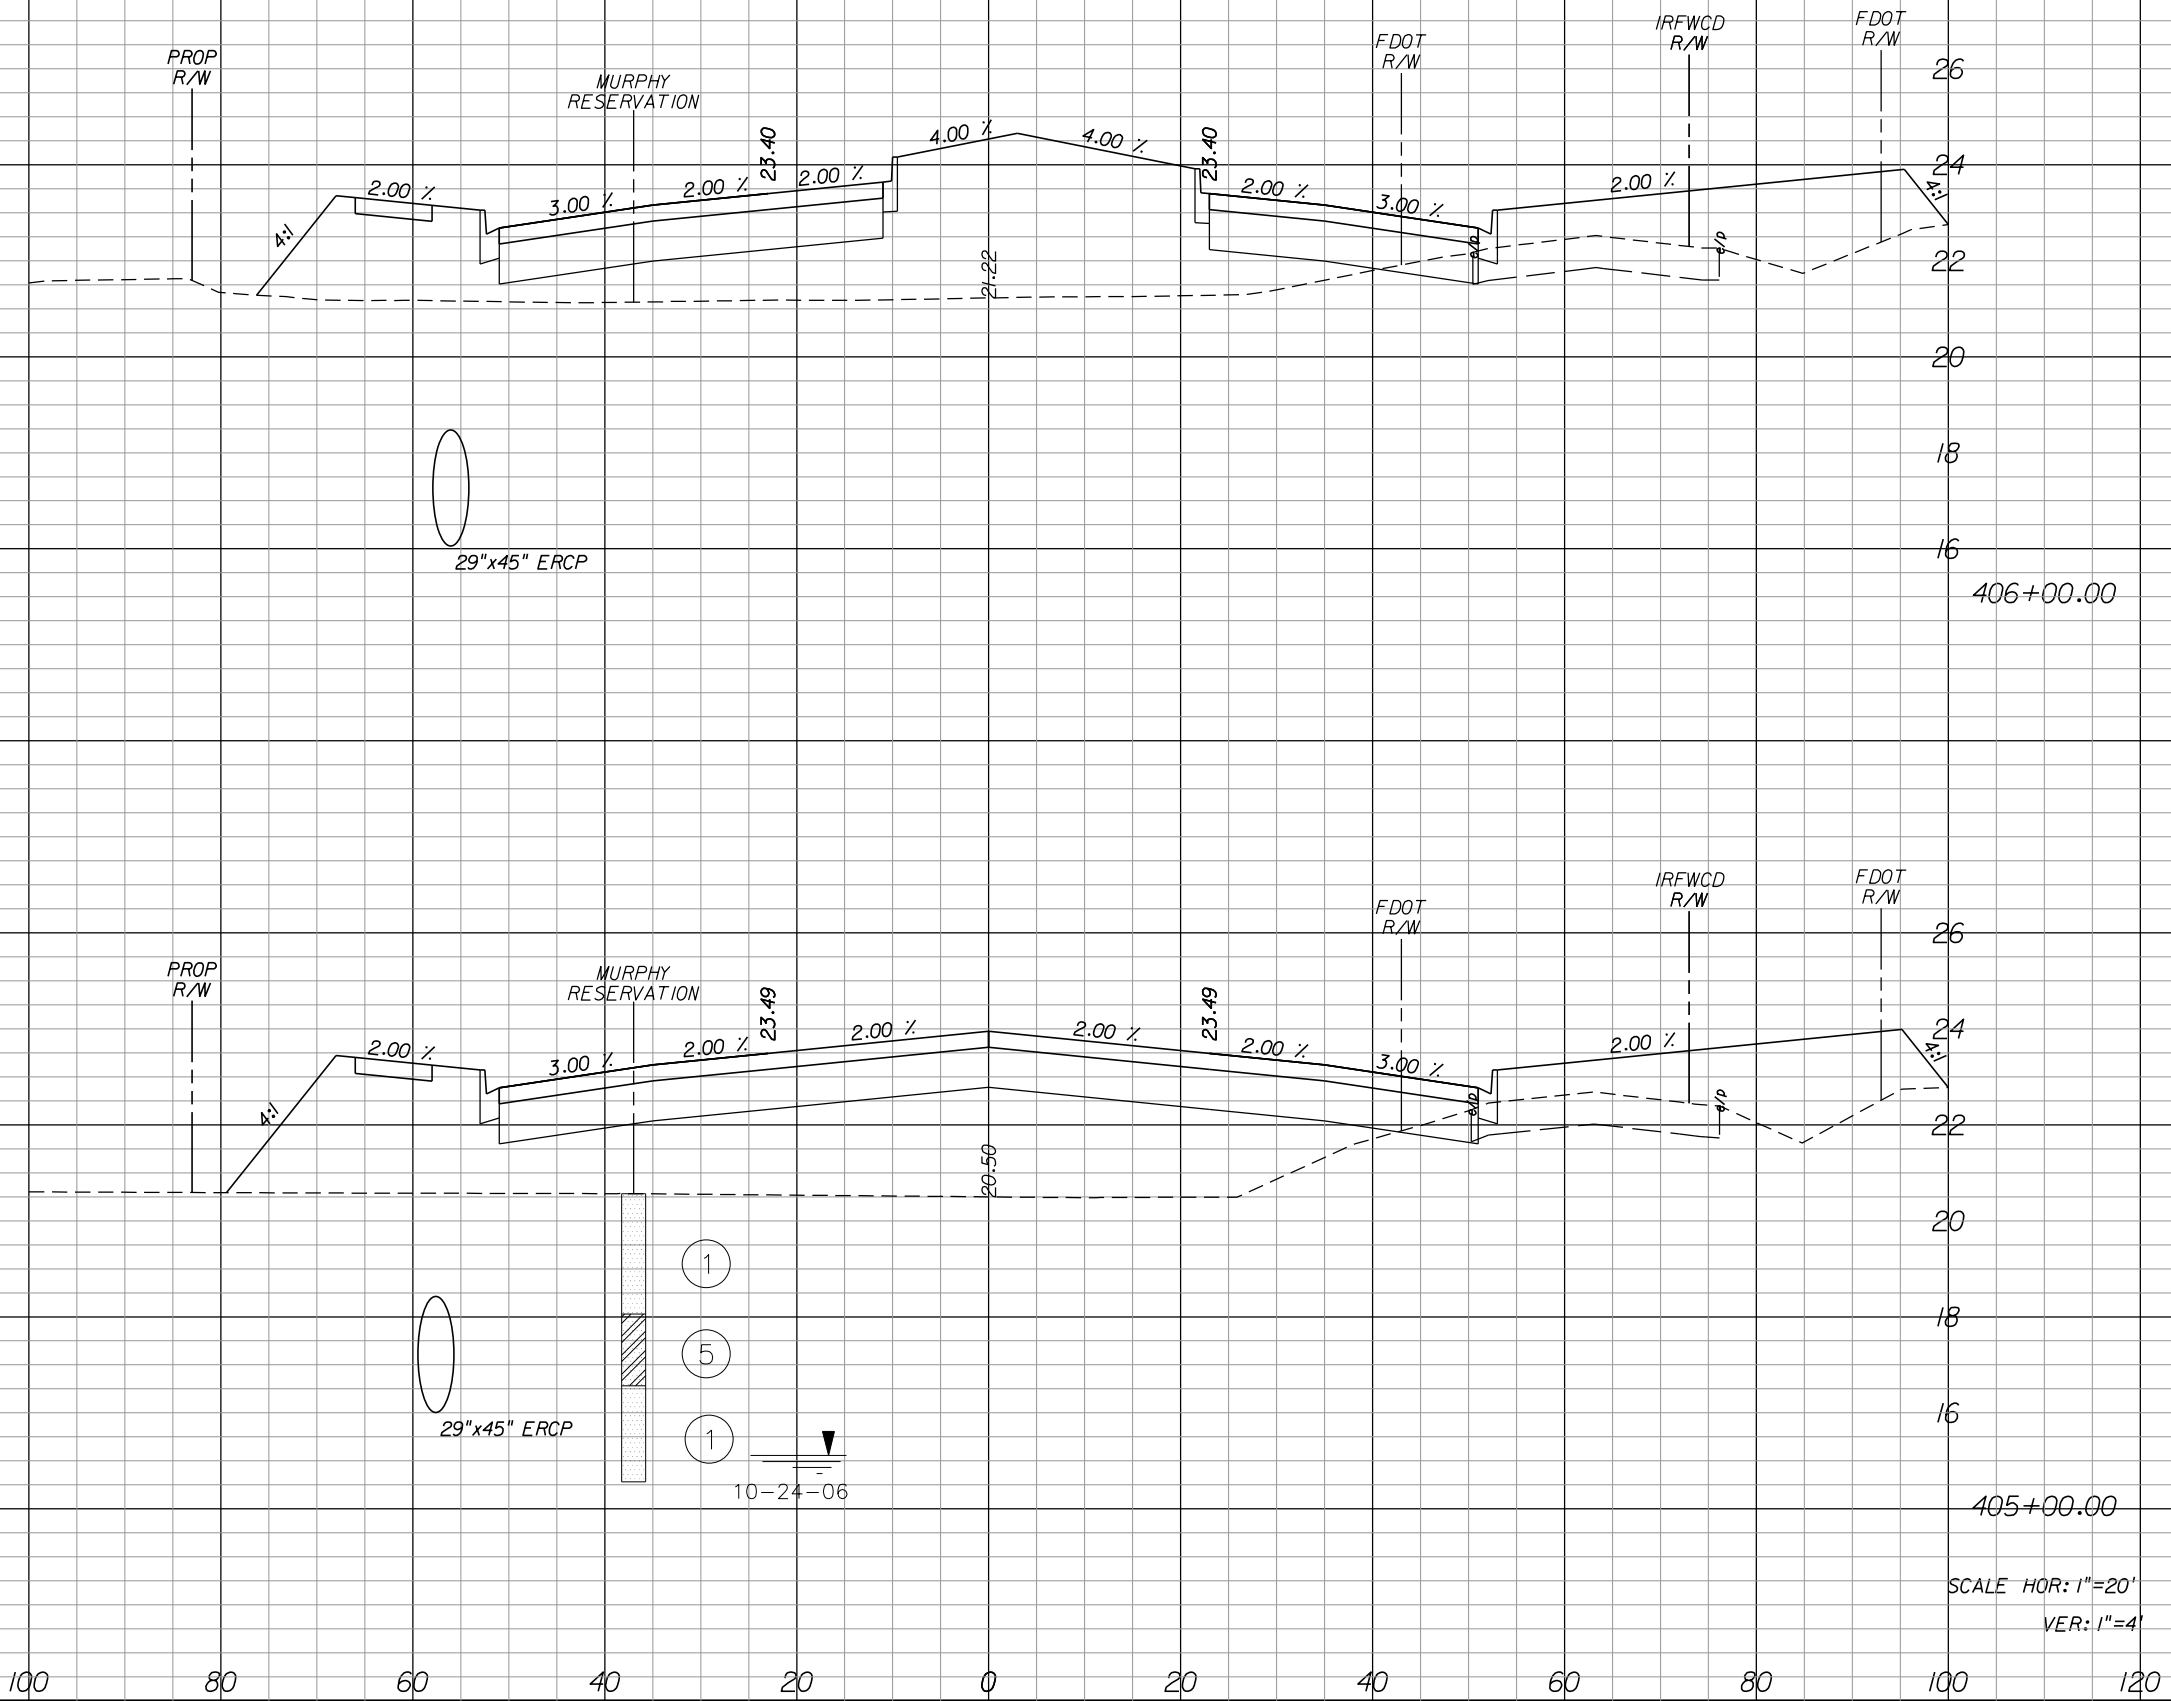 PROP
R/W
MURPHY
RESERVATION
FDOT
R/W
IRFWCD
R/W
FDOT
R/W
26
4:1
2.00 %
3.00 %
2.00 %
23.40
2.00 %
4.00 %
4.00 %
23.40
2.00 %
3.00 %
e/p
2.00 %
e/p
24
4:1
21.22
22
20
18
29"x45" ERCP
16
406+00.00
PROP
R/W
MURPHY
RESERVATION
FDOT
R/W
IRFWCD
R/W
FDOT
R/W
26
4:1
2.00 %
3.00 %
2.00 %
23.49
2.00 %
2.00 %
23.49
2.00 %
3.00 %
e/p
2.00 %
e/p
24
4:1
20.50
22
20
1
18
5
29"x45" ERCP
16
1
10-24-06
405+00.00
SCALE HOR: 1"=20'
VER: 1"=4'
100 80 60 40 20 0 20 40 60 80 100 120